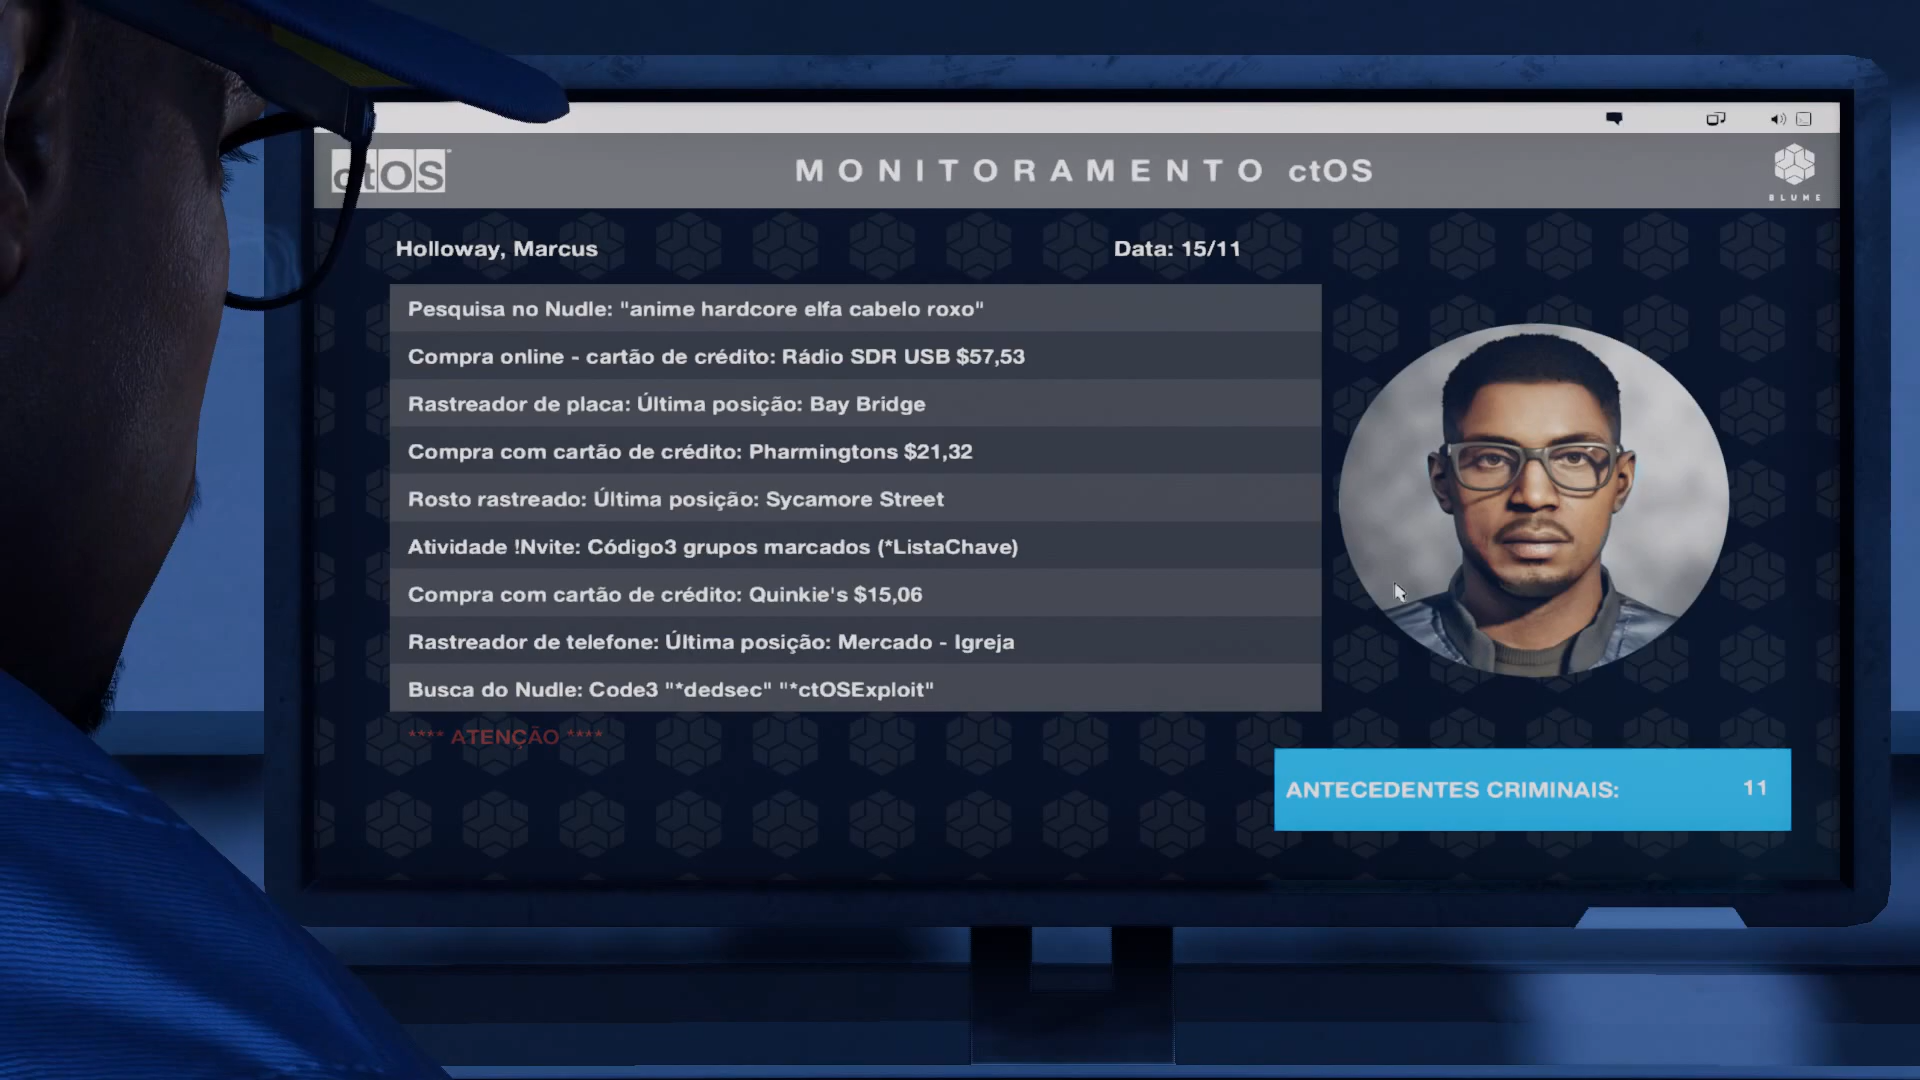 ctOS
MONITORAMENTO ctOS
BLUME
Holloway, Marcus
Data: 15/11
Pesquisa no Nudle: "anime hardcore elfa cabelo roxo"
Compra online - cartão de crédito: Rádio SDR USB $57,53
Rastreador de placa: Última posição: Bay Bridge
Compra com cartão de crédito: Pharmingtons $21,32
Rosto rastreado: Última posição: Sycamore Street
Atividade !Nvite: Código3 grupos marcados (*ListaChave)
Compra com cartão de crédito: Quinkie's $15,06
Rastreador de telefone: Última posição: Mercado - Igreja
Busca do Nudle: Code3 "*dedsec" "*ctOSExploit"
**** ATENÇÃO ****
ANTECEDENTES CRIMINAIS: 11